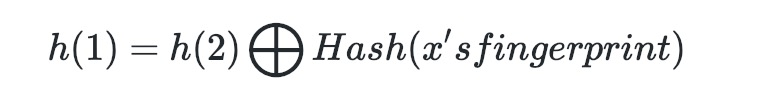 h(1) = h(2) ⨁ Hash(x'sfingerprint)